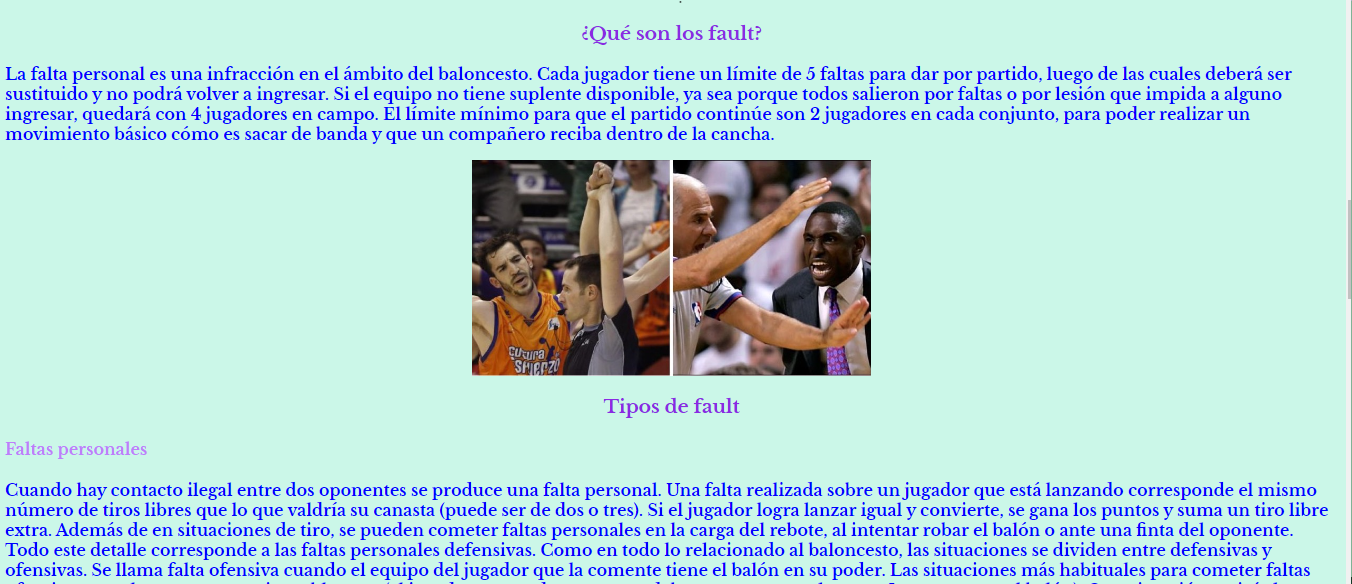 ¿Qué son los fault?
La falta personal es una infracción en el ámbito del baloncesto. Cada jugador tiene un límite de 5 faltas para dar por partido, luego de las cuales deberá ser
sustituido y no podrá volver a ingresar. Si el equipo no tiene suplente disponible, ya sea porque todos salieron por faltas o por lesión que impida a alguno
ingresar, quedará con 4 jugadores en campo. El límite mínimo para que el partido continúe son 2 jugadores en cada conjunto, para poder realizar un
movimiento básico cómo es sacar de banda y que un compañero reciba dentro de la cancha.
Tipos de fault
Faltas personales
Cuando hay contacto ilegal entre dos oponentes se produce una falta personal. Una falta realizada sobre un jugador que está lanzando corresponde el mismo
número de tiros libres que lo que valdría su canasta (puede ser de dos o tres). Si el jugador logra lanzar igual y convierte, se gana los puntos y suma un tiro libre
extra. Además de en situaciones de tiro, se pueden cometer faltas personales en la carga del rebote, al intentar robar el balón o ante una finta del oponente.
Todo este detalle corresponde a las faltas personales defensivas. Como en todo lo relacionado al baloncesto, las situaciones se dividen entre defensivas y
ofensivas. Se llama falta ofensiva cuando el equipo del jugador que la comente tiene el balón en su poder. Las situaciones más habituales para cometer faltas